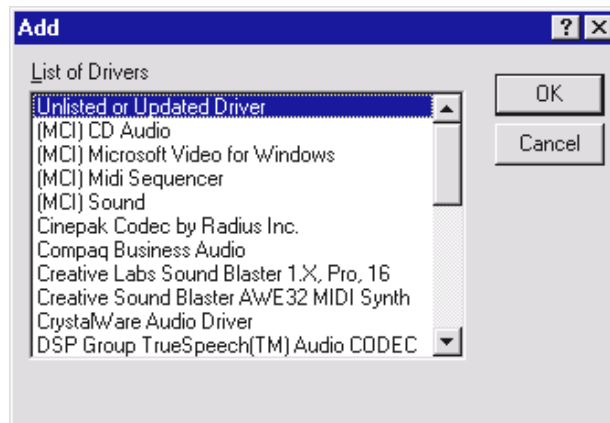 Add
List of Drivers
Unlisted or Updated Driver
(MCI) CD Audio
(MCI) Microsoft Video for Windows
(MCI) Midi Sequencer
(MCI) Sound
Cinepak Codec by Radius Inc.
Compaq Business Audio
Creative Labs Sound Blaster 1.X, Pro, 16
Creative Sound Blaster AWE32 MIDI Synth
CrystalWare Audio Driver
DSP Group TrueSpeech(TM) Audio CODEC
OK
Cancel